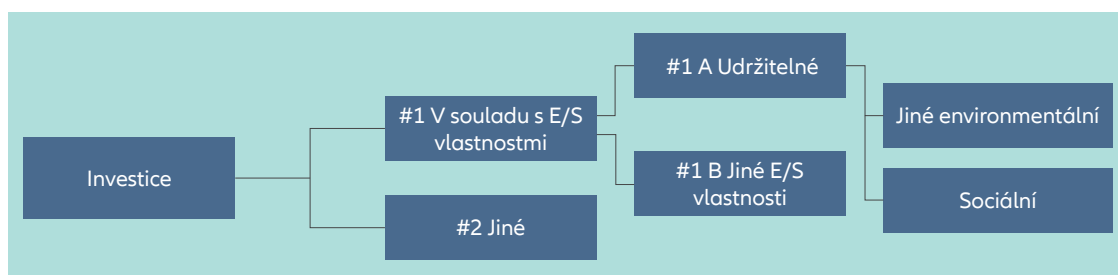 Investice
#1 V souladu s E/S
vlastnostmi
#2 Jiné
#1 A Udržitelné
#1 B Jiné E/S
vlastnosti
Jiné environmentální
Sociální